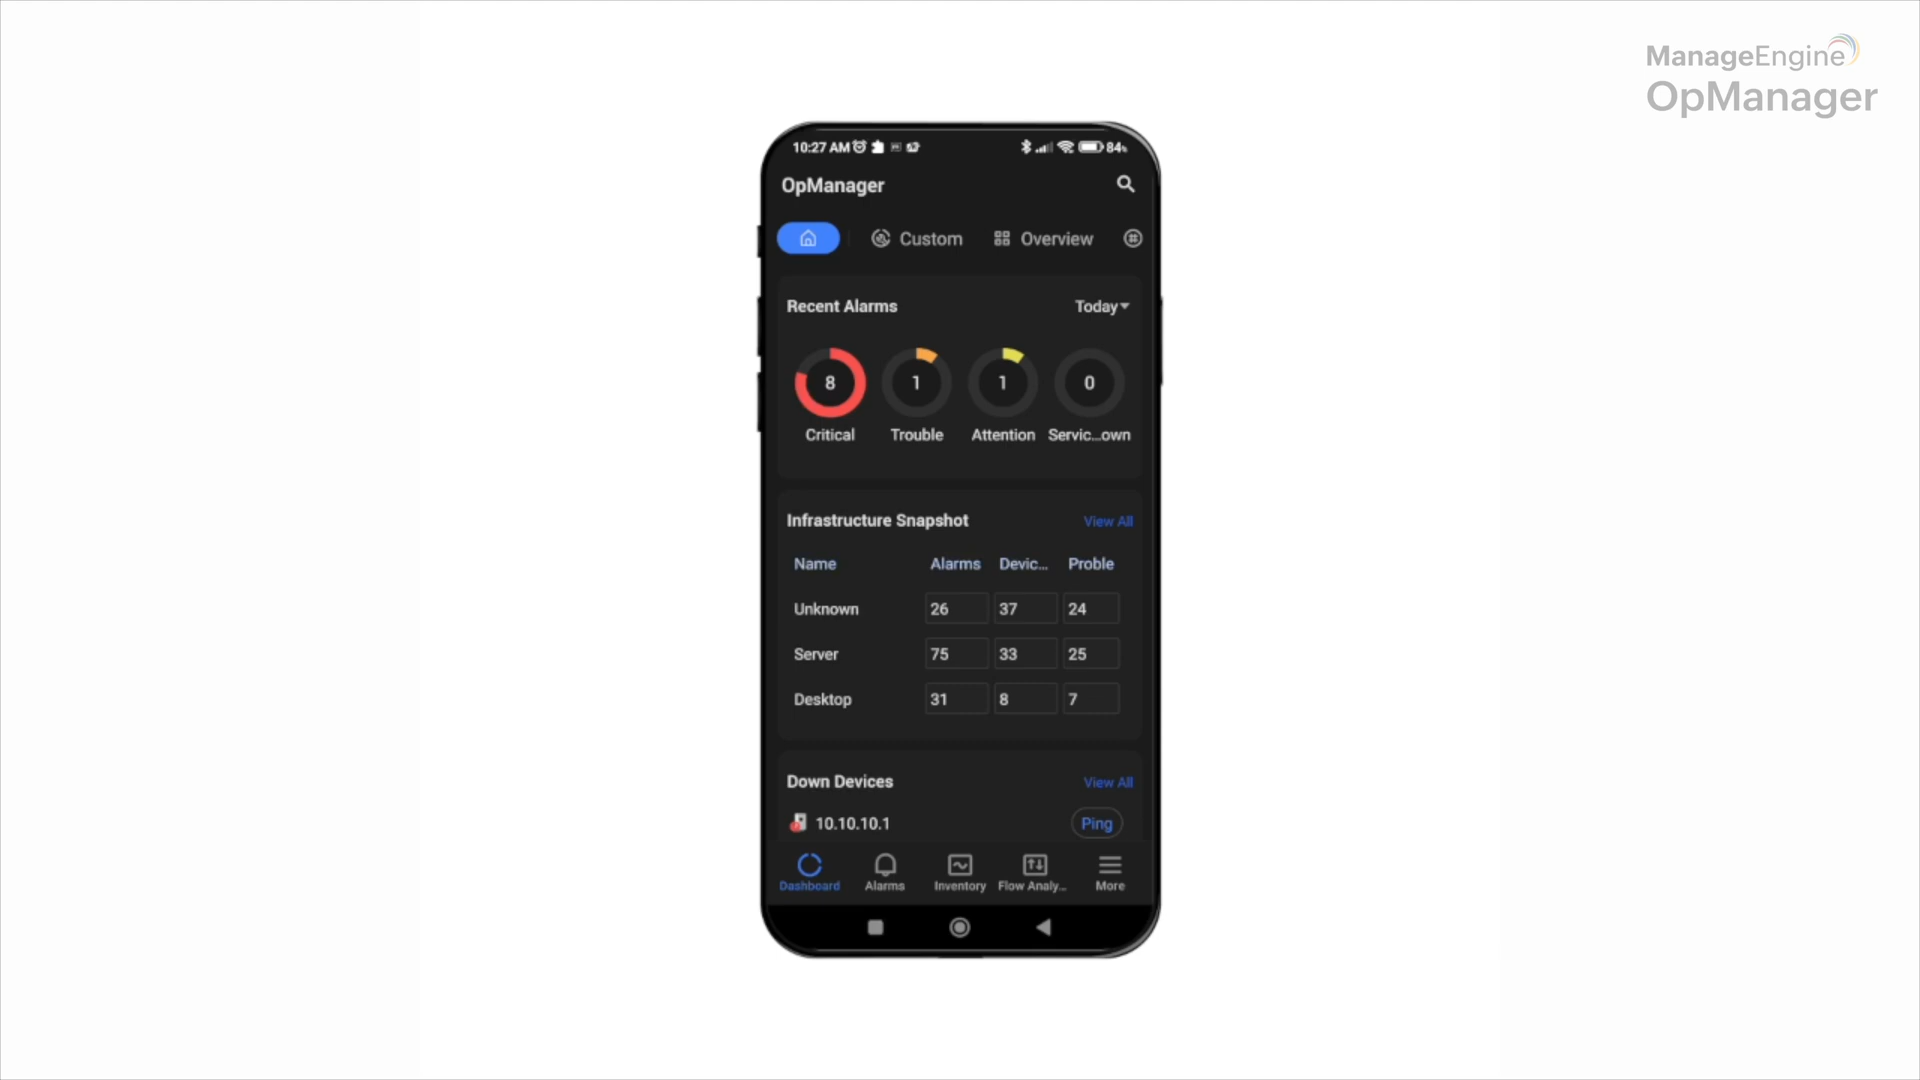 ManageEngine
OpManager
10:27 AM
84%
OpManager
Custom
Overview
Recent Alarms
Today
8
1
1
0
Critical
Trouble
Attention
Servic...own
Infrastructure Snapshot
View All
Name
Alarms
Devic...
Proble
Unknown
26
37
24
Server
75
33
25
Desktop
31
8
7
Down Devices
View All
10.10.10.1
Ping
Dashboard
Alarms
Inventory
Flow Analy...
More